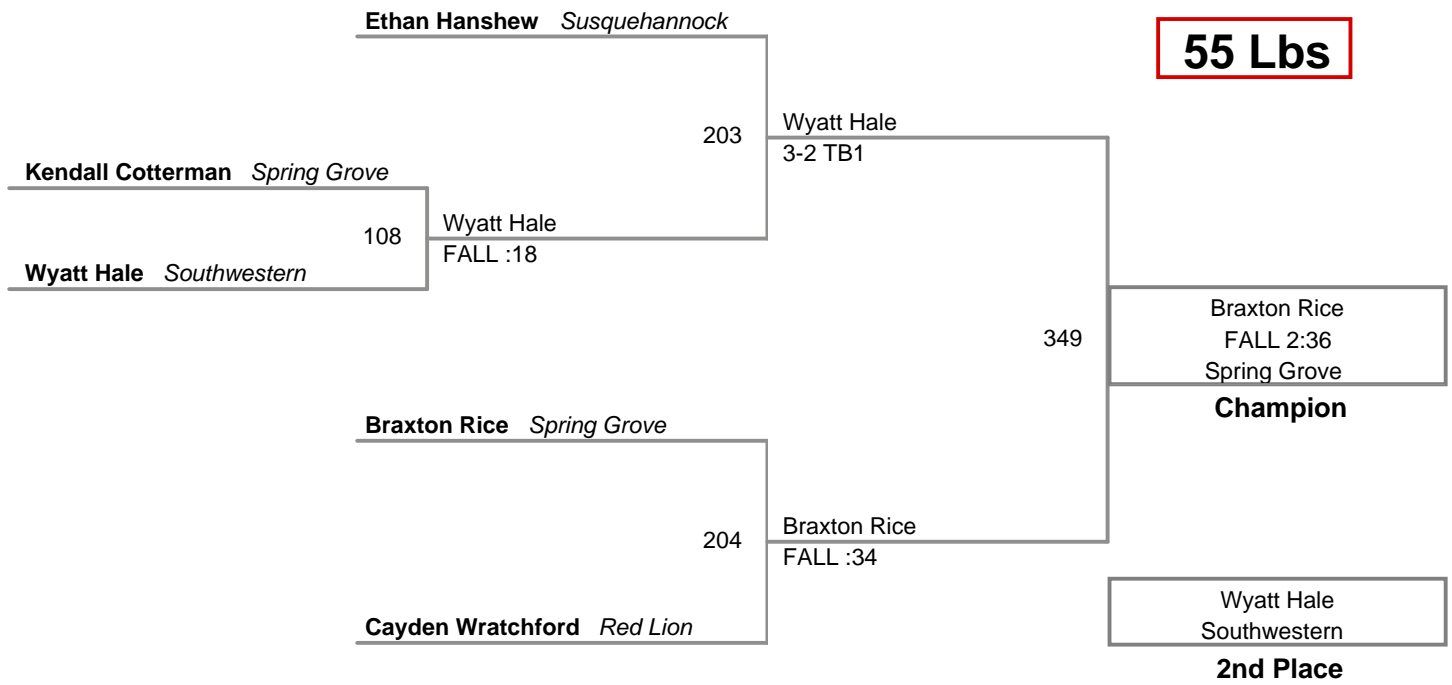 Ethan Hanshew Susquehannock
55 Lbs
203
Wyatt Hale
3-2 TB1
Kendall Cotterman Spring Grove
108
Wyatt Hale
FALL :18
Wyatt Hale Southwestern
349
Braxton Rice
FALL 2:36
Spring Grove
Champion
Braxton Rice Spring Grove
204
Braxton Rice
FALL :34
Cayden Wratchford Red Lion
Wyatt Hale
Southwestern
2nd Place